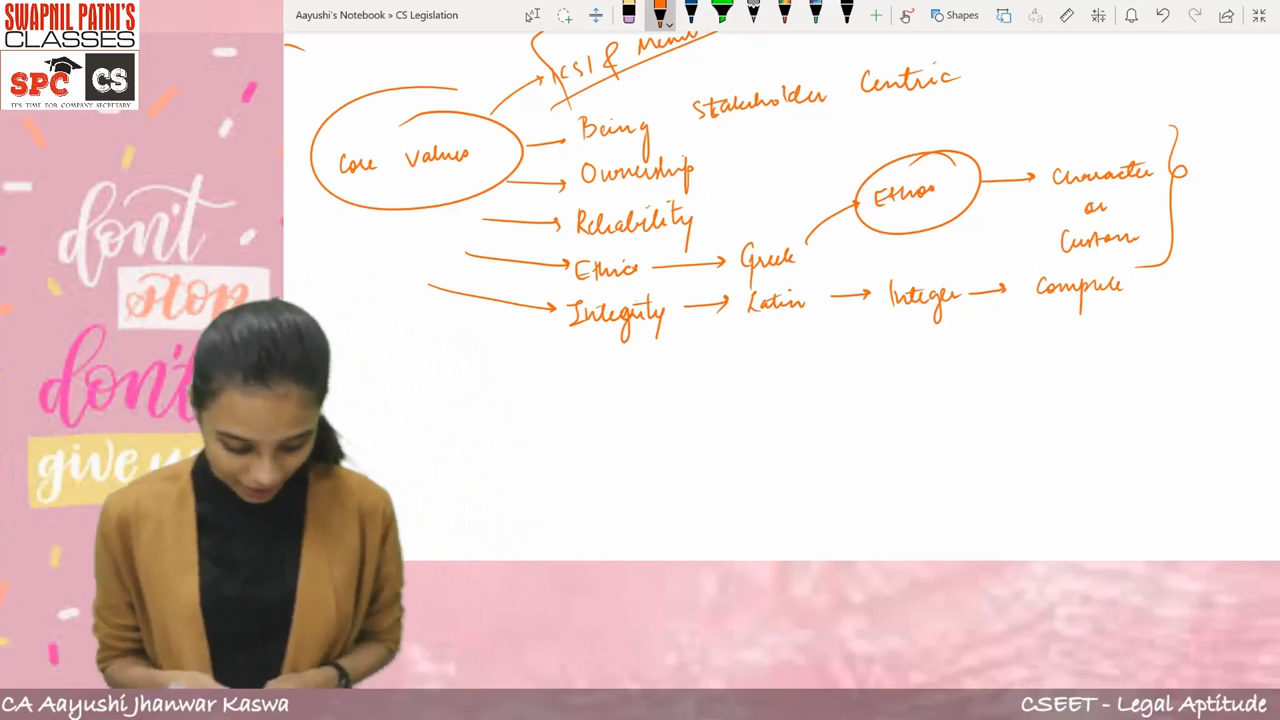 SWAPNIL PATNI'S
CLASSES
SPC
CS
IT'S TIME FOR COMPANY SECRETARY
Aayushi's Notebook » CS Legislation
Shapes
ICSI &
Being Stakeholder Centric
Core Values
Ownership
Reliability
Ethics → Greek
Ethos → Character
or
Custom
Integrity → Latin → Integer → Complete
don't
stop
don't
give
CA Aayushi Jhanwar Kaswa
CSEET - Legal Aptitude